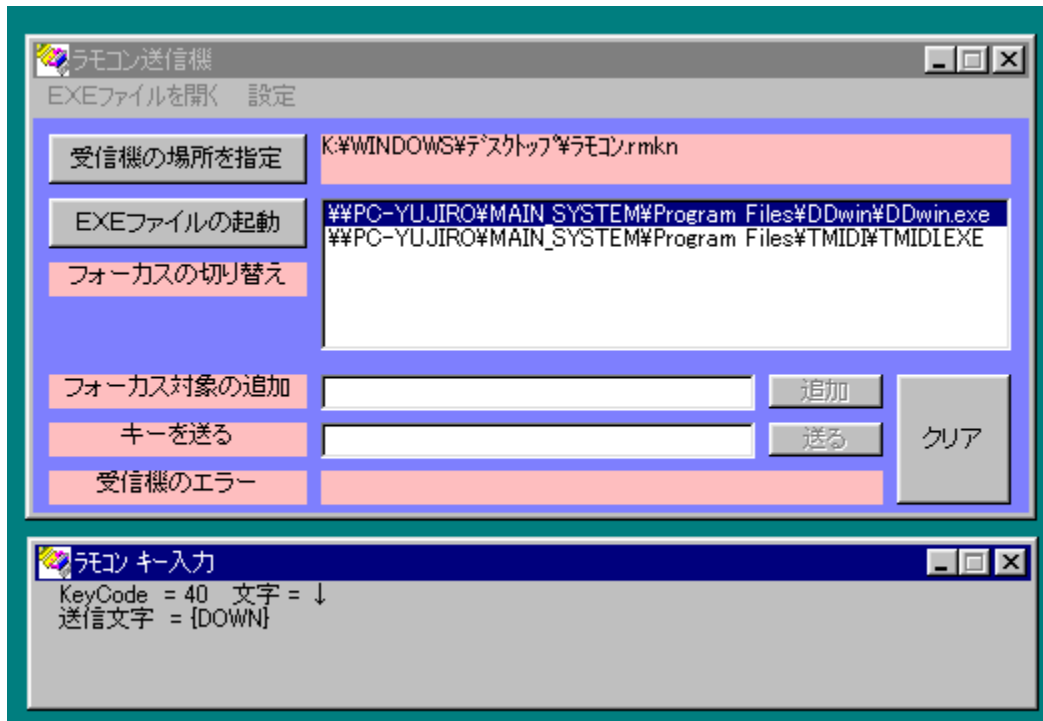 ラモコン送信機
EXEファイルを開く 設定
受信機の場所を指定
K:¥WINDOWS¥デスクトップ¥ラモコン.rmkn
EXEファイルの起動
¥¥PC-YUJIRO¥MAIN_SYSTEM¥Program Files¥DDwin¥DDwin.exe
¥¥PC-YUJIRO¥MAIN_SYSTEM¥Program Files¥TMIDI¥TMIDI.EXE
フォーカスの切り替え
フォーカス対象の追加
追加
キーを送る
送る
クリア
受信機のエラー
ラモコン キー入力
KeyCode = 40 文字 = ↓
送信文字 = {DOWN}